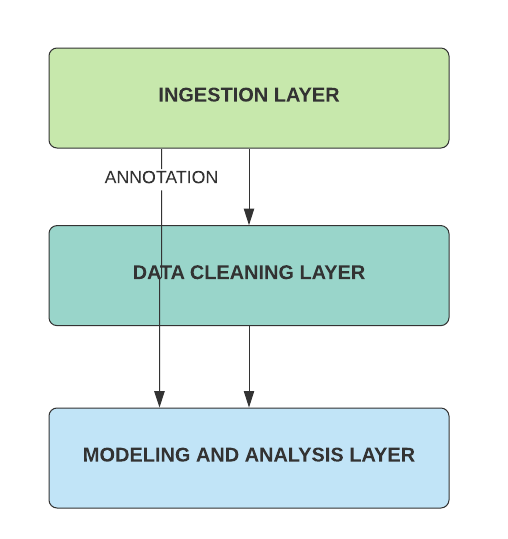 INGESTION LAYER
ANNOTATION
DATA CLEANING LAYER
MODELING AND ANALYSIS LAYER